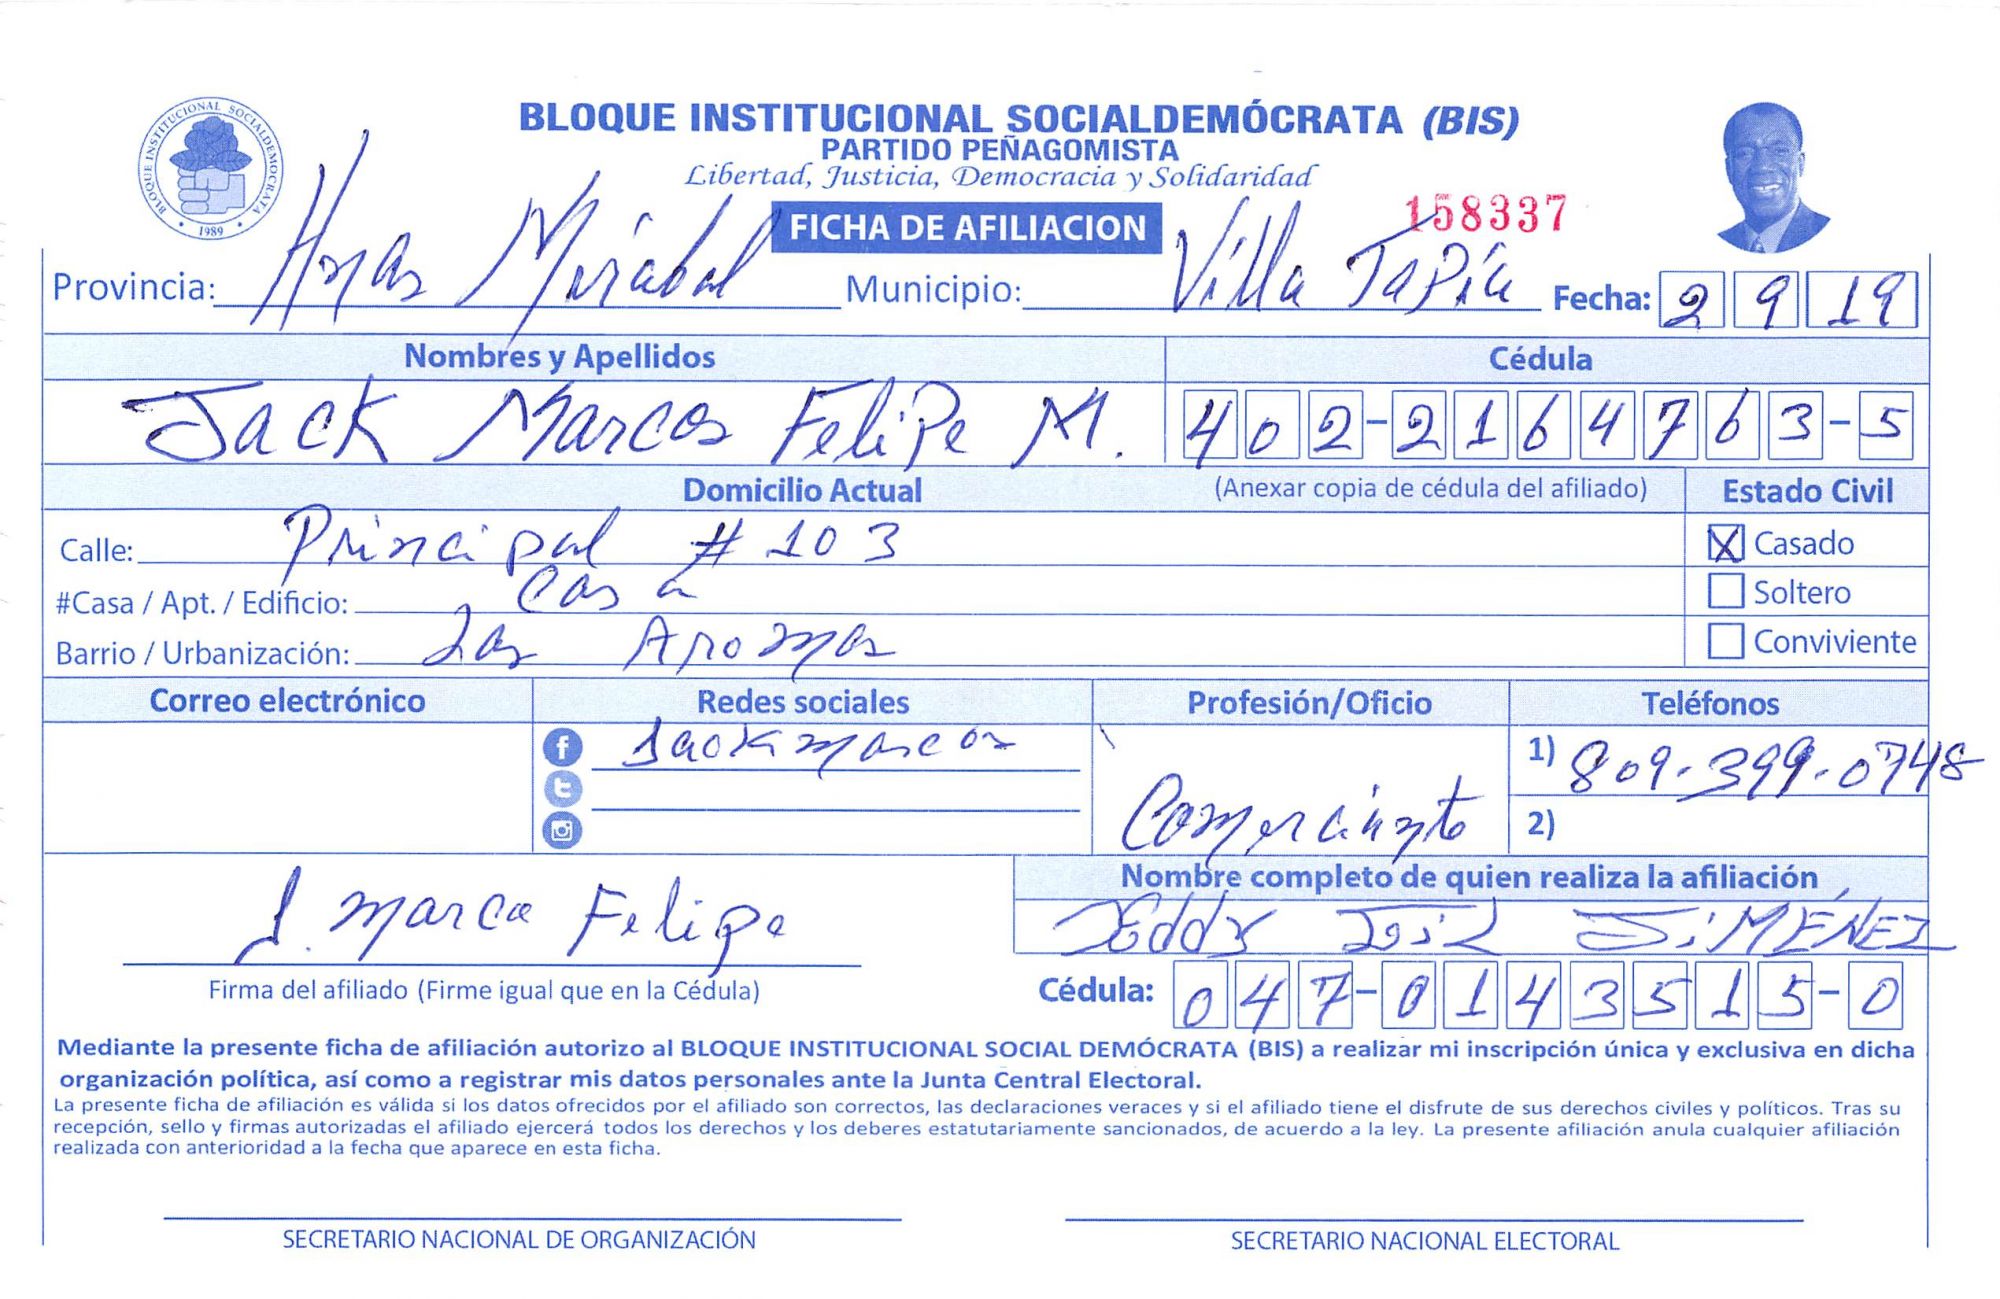 BLOQUE INSTITUCIONAL SOCIALDEMÓCRATA (BIS)
BLOQUE INSTITUCIONAL SOCIALDEMOCRATA
1989
PARTIDO PEÑAGOMISTA
Libertad, Justicia, Democracia y Solidaridad
FICHA DE AFILIACION
158337
Provincia: Hnas Mirabal Municipio: Villa Tapia Fecha: 2 9 19
Nombres y Apellidos Cédula
Jack Marcos Felipe M. 402-2164763-5
Domicilio Actual (Anexar copia de cédula del afiliado) Estado Civil
Calle: Principal # 103 X Casado
#Casa / Apt. / Edificio: Casa Soltero
Barrio / Urbanización: Las Aromas Conviviente
Correo electrónico Redes sociales Profesión/Oficio Teléfonos
Jackmarcos Comerciante 1) 809-399-0748
2)
Nombre completo de quien realiza la afiliación
J. Marco Felipe JIMÉNEZ
Firma del afiliado (Firme igual que en la Cédula) Cédula: 047-0143515-0
Mediante la presente ficha de afiliación autorizo al BLOQUE INSTITUCIONAL SOCIAL DEMÓCRATA (BIS) a realizar mi inscripción única y exclusiva en dicha
organización política, así como a registrar mis datos personales ante la Junta Central Electoral.
La presente ficha de afiliación es válida si los datos ofrecidos por el afiliado son correctos, las declaraciones veraces y si el afiliado tiene el disfrute de sus derechos civiles y políticos. Tras su
recepción, sello y firmas autorizadas el afiliado ejercerá todos los derechos y los deberes estatutariamente sancionados, de acuerdo a la ley. La presente afiliación anula cualquier afiliación
realizada con anterioridad a la fecha que aparece en esta ficha.
SECRETARIO NACIONAL DE ORGANIZACIÓN SECRETARIO NACIONAL ELECTORAL